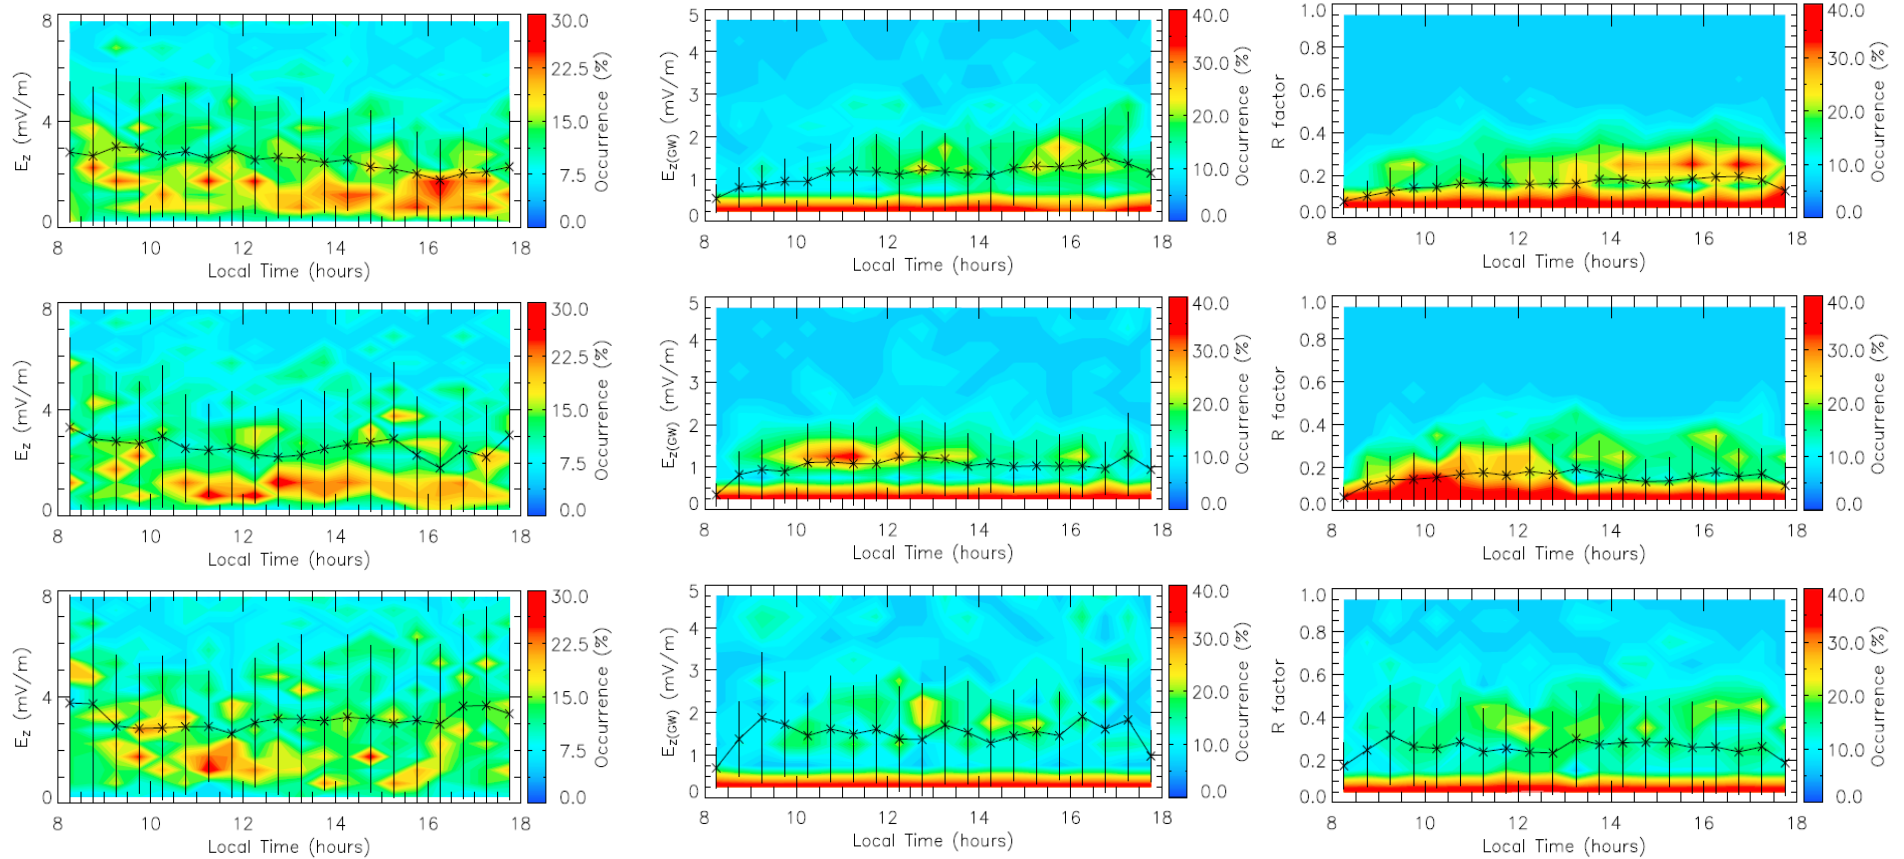 8
4
0
E_z (mV/m)
8 10 12 14 16 18
Local Time (hours)
30.0
22.5
15.0
7.5
0.0
Occurrence (%)
5
4
3
2
1
0
E_z(GW) (mV/m)
8 10 12 14 16 18
Local Time (hours)
40.0
30.0
20.0
10.0
0.0
Occurrence (%)
1.0
0.8
0.6
0.4
0.2
0.0
R factor
8 10 12 14 16 18
Local Time (hours)
40.0
30.0
20.0
10.0
0.0
Occurrence (%)
8
4
0
E_z (mV/m)
8 10 12 14 16 18
Local Time (hours)
30.0
22.5
15.0
7.5
0.0
Occurrence (%)
5
4
3
2
1
0
E_z(GW) (mV/m)
8 10 12 14 16 18
Local Time (hours)
40.0
30.0
20.0
10.0
0.0
Occurrence (%)
1.0
0.8
0.6
0.4
0.2
0.0
R factor
8 10 12 14 16 18
Local Time (hours)
40.0
30.0
20.0
10.0
0.0
Occurrence (%)
8
4
0
E_z (mV/m)
8 10 12 14 16 18
Local Time (hours)
30.0
22.5
15.0
7.5
0.0
Occurrence (%)
5
4
3
2
1
0
E_z(GW) (mV/m)
8 10 12 14 16 18
Local Time (hours)
40.0
30.0
20.0
10.0
0.0
Occurrence (%)
1.0
0.8
0.6
0.4
0.2
0.0
R factor
8 10 12 14 16 18
Local Time (hours)
40.0
30.0
20.0
10.0
0.0
Occurrence (%)